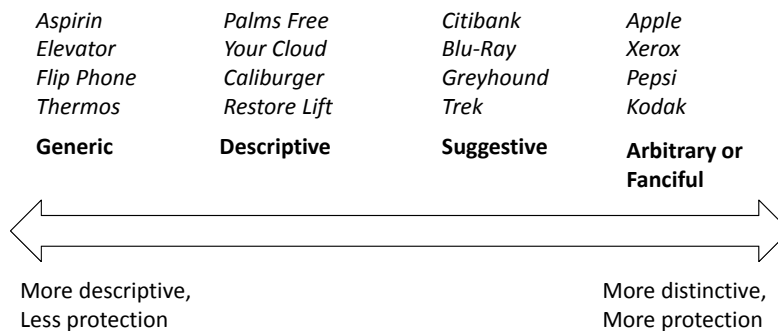 Aspirin
Elevator
Flip Phone
Thermos
Generic
Palms Free
Your Cloud
Caliburger
Restore Lift
Descriptive
Citibank
Blu-Ray
Greyhound
Trek
Suggestive
Apple
Xerox
Pepsi
Kodak
Arbitrary or
Fanciful
More descriptive,
Less protection
More distinctive,
More protection